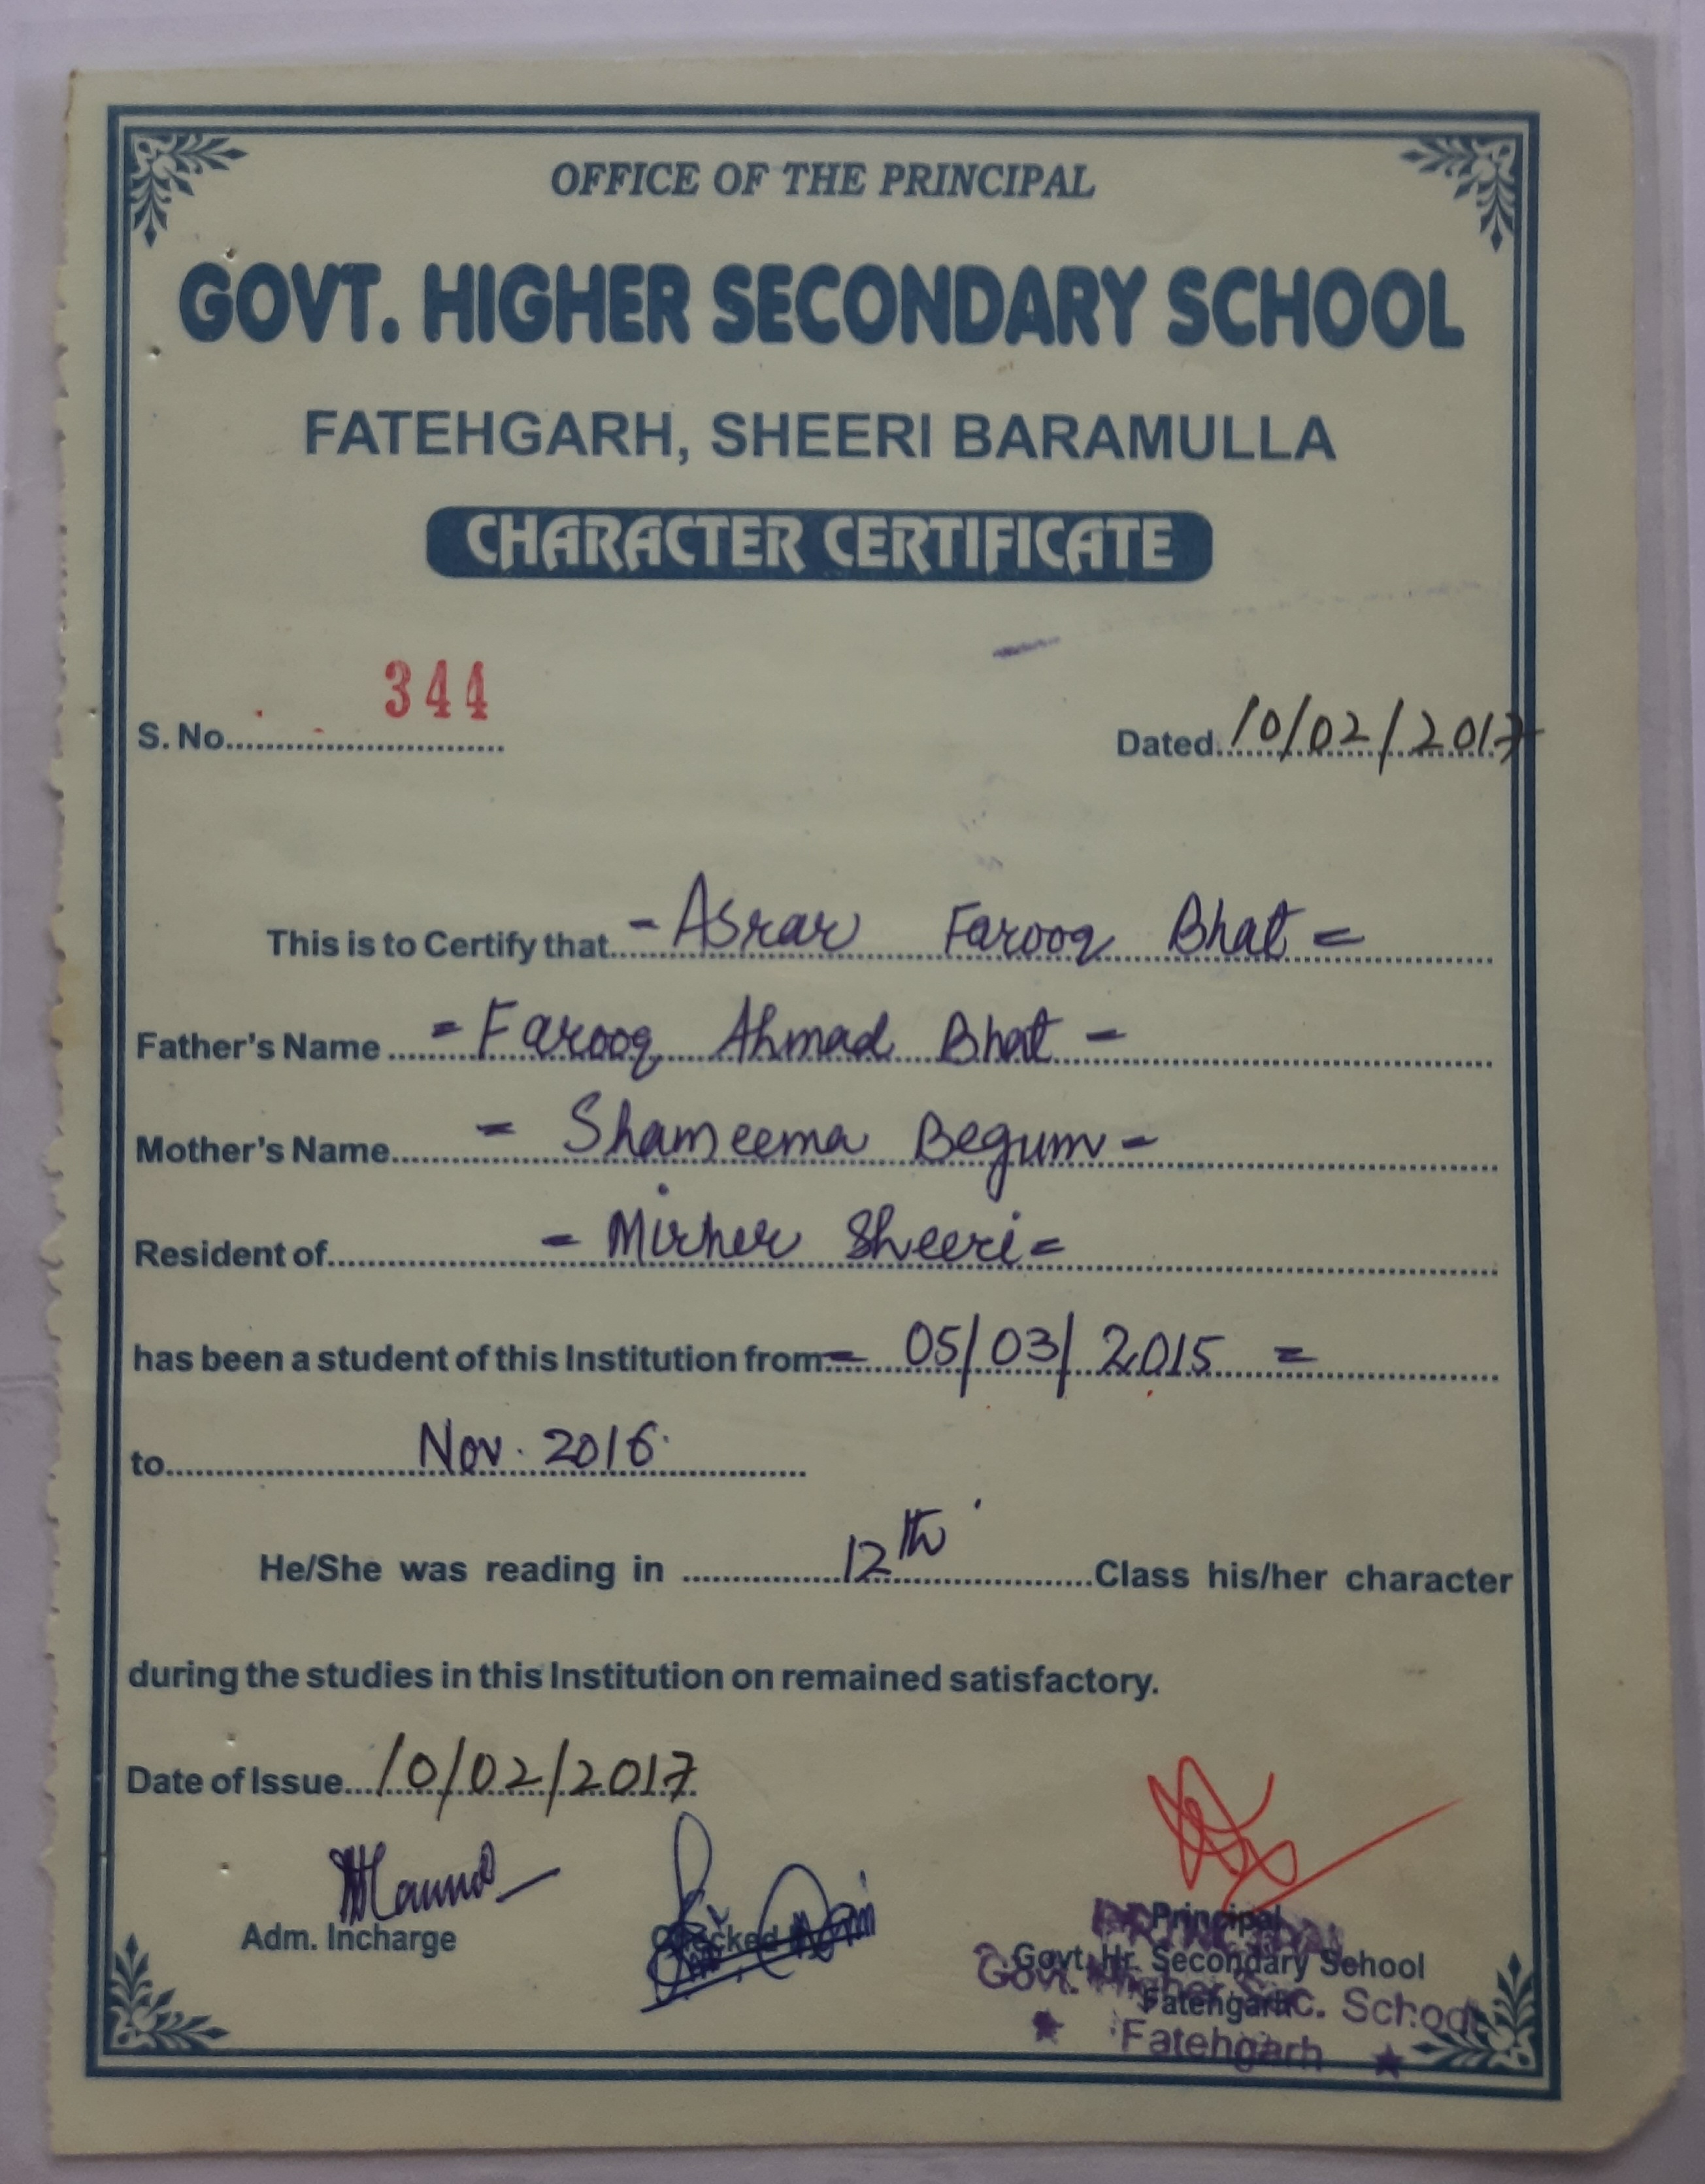 OFFICE OF THE PRINCIPAL
GOVT. HIGHER SECONDARY SCHOOL
FATEHGARH, SHEERI BARAMULLA
CHARACTER CERTIFICATE
S. No. 344 Dated 10/02/2017
This is to Certify that - Asrar Farooq Bhat =
Father's Name = Farooq Ahmad Bhat -
Mother's Name - Shameema Begum -
Resident of - Mirher Sheeri =
has been a student of this Institution from = 05/03/2015 =
to Nov. 2016
He/She was reading in 12th Class his/her character
during the studies in this Institution on remained satisfactory.
Date of Issue 10/02/2017
Adm. Incharge
Principal
Govt. Hr. Secondary School
Fatehgarh
PRINCIPAL
Govt. Higher Sec. School
Fatehgarh